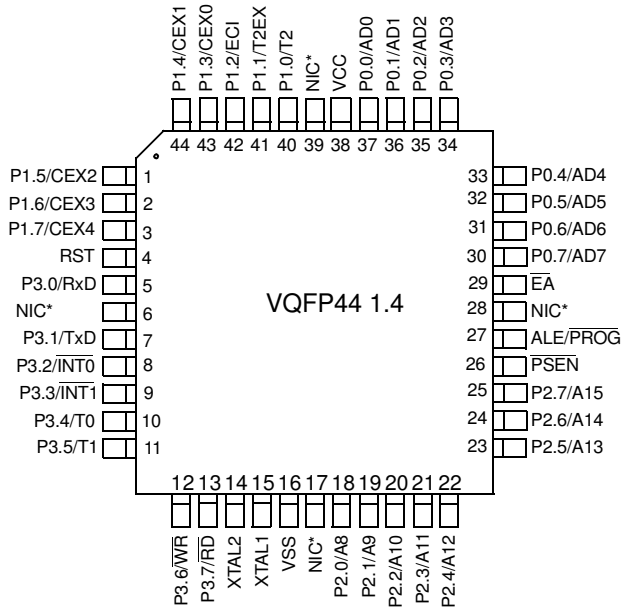 P1.4/CEX1
P1.3/CEX0
P1.2/ECI
P1.1/T2EX
P1.0/T2
NIC*
VCC
P0.0/AD0
P0.1/AD1
P0.2/AD2
P0.3/AD3
44 43 42 41 40 39 38 37 36 35 34
P1.5/CEX2 1
P1.6/CEX3 2
P1.7/CEX4 3
RST 4
P3.0/RxD 5
NIC* 6
P3.1/TxD 7
P3.2/INT0 8
P3.3/INT1 9
P3.4/T0 10
P3.5/T1 11
VQFP44 1.4
33 P0.4/AD4
32 P0.5/AD5
31 P0.6/AD6
30 P0.7/AD7
29 EA
28 NIC*
27 ALE/PROG
26 PSEN
25 P2.7/A15
24 P2.6/A14
23 P2.5/A13
12 13 14 15 16 17 18 19 20 21 22
P3.6/WR
P3.7/RD
XTAL2
XTAL1
VSS
NIC*
P2.0/A8
P2.1/A9
P2.2/A10
P2.3/A11
P2.4/A12